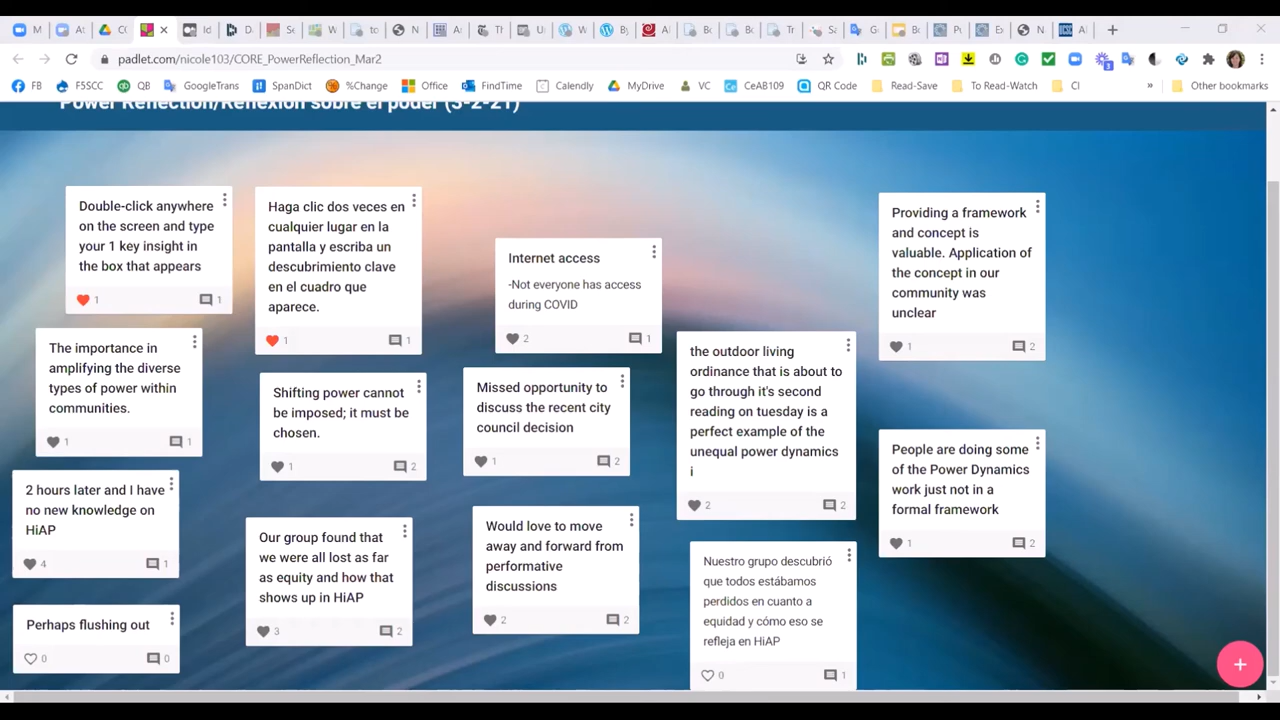 padlet.com/nicole103/CORE_PowerReflection_Mar2
FB
F5SCC
QB
GoogleTrans
SpanDict
%Change
Office
FindTime
Calendly
MyDrive
VC
CeAB109
QR Code
Read-Save
To Read-Watch
CI
»
Other bookmarks
Power Reflection/Reflexión sobre el poder (3-2-21)
Double-click anywhere
on the screen and type
your 1 key insight in
the box that appears
1
1
Haga clic dos veces en
cualquier lugar en la
pantalla y escriba un
descubrimiento clave
en el cuadro que
aparece.
1
1
Internet access
-Not everyone has access
during COVID
2
1
Providing a framework
and concept is
valuable. Application of
the concept in our
community was
unclear
1
2
The importance in
amplifying the diverse
types of power within
communities.
1
1
Shifting power cannot
be imposed; it must be
chosen.
1
2
Missed opportunity to
discuss the recent city
council decision
1
2
the outdoor living
ordinance that is about to
go through it's second
reading on tuesday is a
perfect example of the
unequal power dynamics
i
2
2
People are doing some
of the Power Dynamics
work just not in a
formal framework
1
2
2 hours later and I have
no new knowledge on
HiAP
4
1
Our group found that
we were all lost as far
as equity and how that
shows up in HiAP
3
2
Would love to move
away and forward from
performative
discussions
2
2
Nuestro grupo descubrió
que todos estábamos
perdidos en cuanto a
equidad y cómo eso se
refleja en HiAP
0
1
Perhaps flushing out
0
0